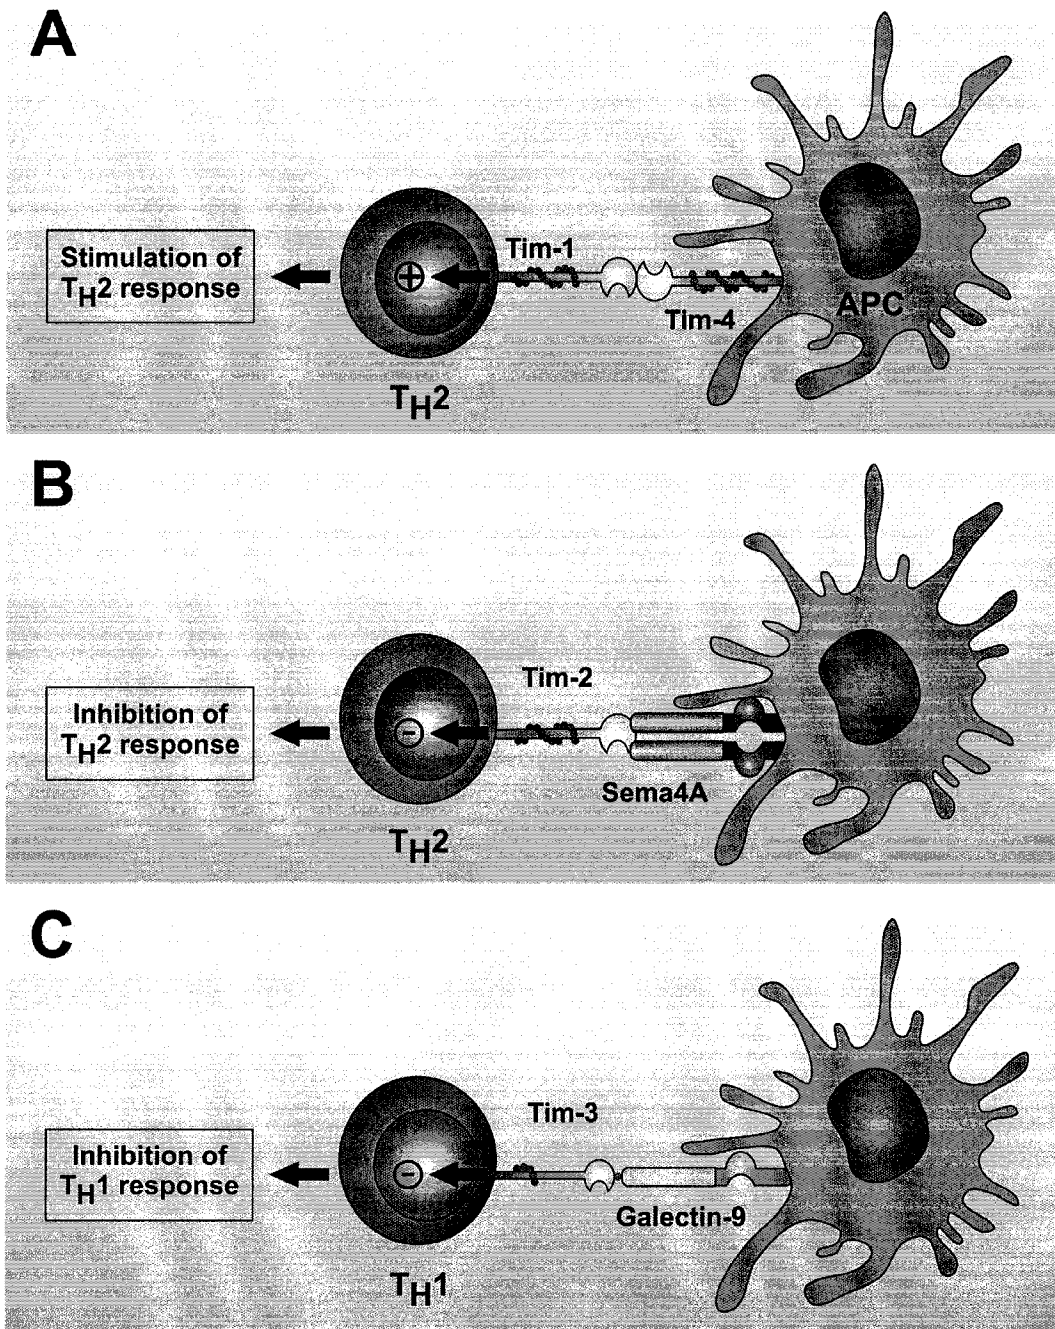 A
Stimulation of
TH2 response
+
Tim-1
Tim-4
APC
TH2
B
Inhibition of
TH2 response
-
Tim-2
Sema4A
TH2
C
Inhibition of
TH1 response
-
Tim-3
Galectin-9
TH1